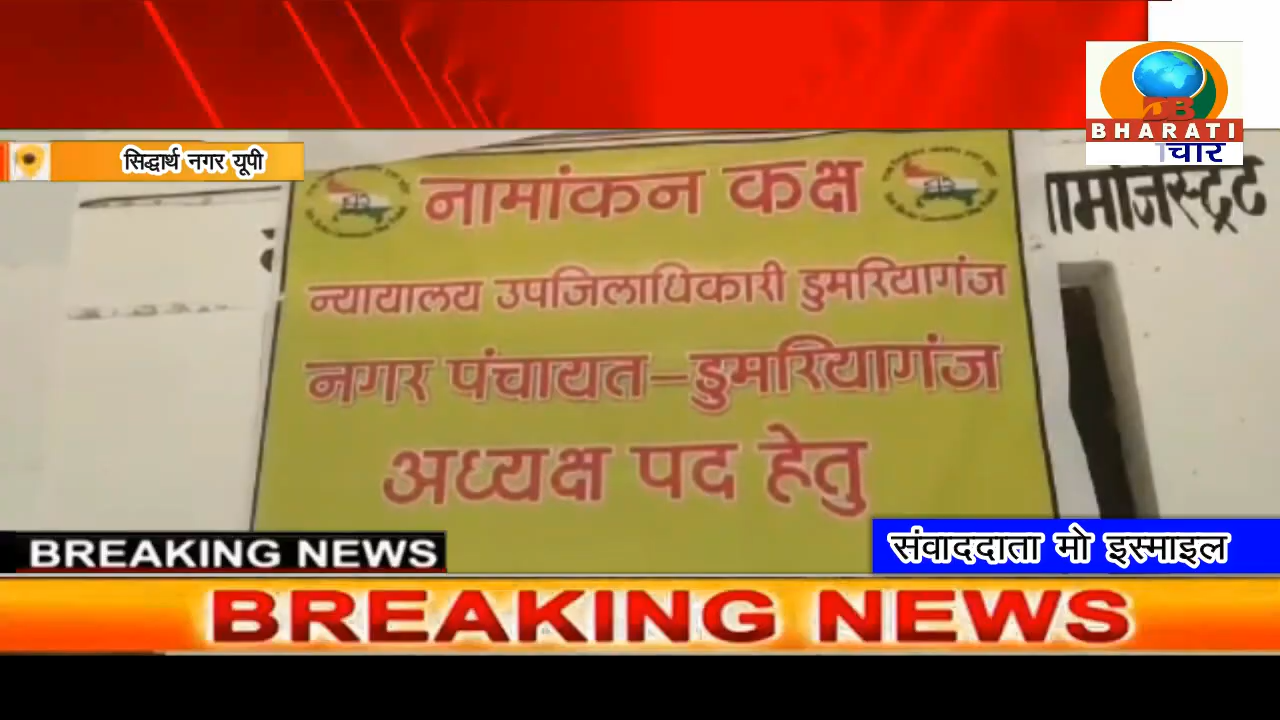 DB
BHARATI
चार
सिद्धार्थ नगर यूपी
नामांकन कक्ष
न्यायालय उपजिलाधिकारी डुमरियागंज
नगर पंचायत-डुमरियागंज
अध्यक्ष पद हेतु
BREAKING NEWS
संवाददाता मो इस्माइल
BREAKING NEWS